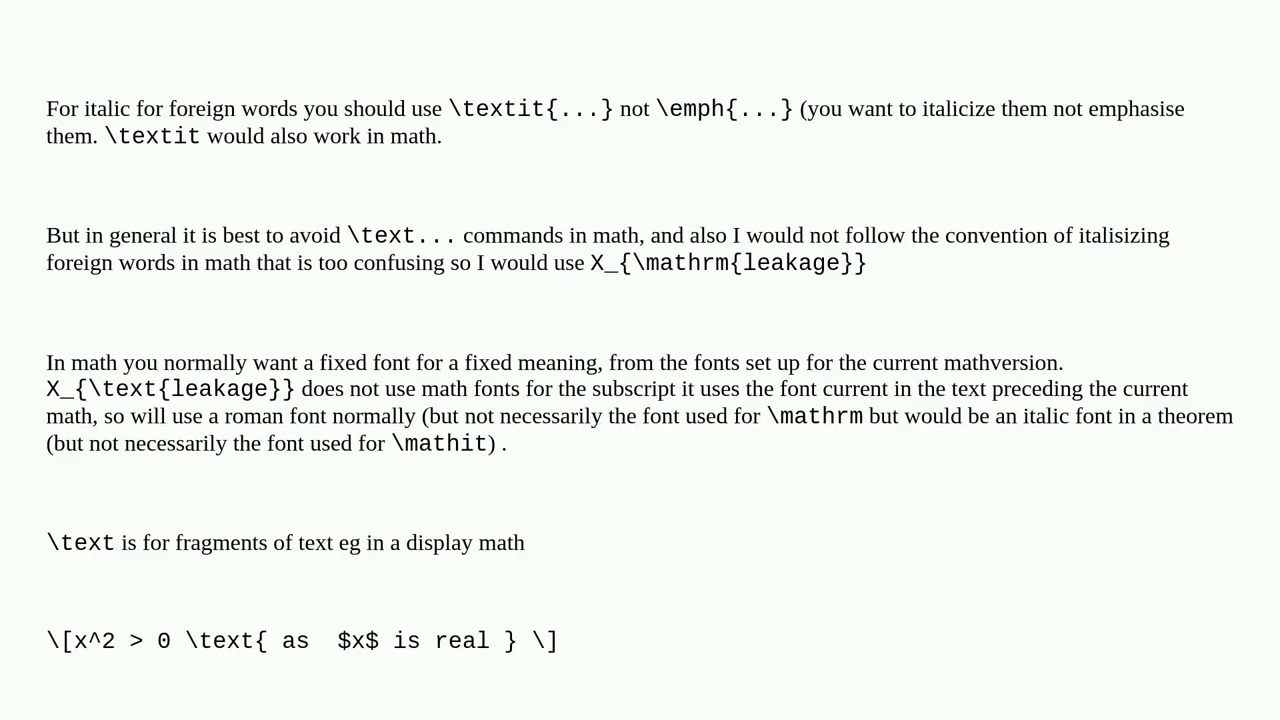 For italic for foreign words you should use \textit{...} not \emph{...} (you want to italicize them not emphasise
them. \textit would also work in math.
But in general it is best to avoid \text... commands in math, and also I would not follow the convention of italisizing
foreign words in math that is too confusing so I would use X_{\mathrm{leakage}}
In math you normally want a fixed font for a fixed meaning, from the fonts set up for the current mathversion.
X_{\text{leakage}} does not use math fonts for the subscript it uses the font current in the text preceding the current
math, so will use a roman font normally (but not necessarily the font used for \mathrm but would be an italic font in a theorem
(but not necessarily the font used for \mathit) .
\text is for fragments of text eg in a display math
\[x^2 > 0 \text{ as  $x$ is real } \]